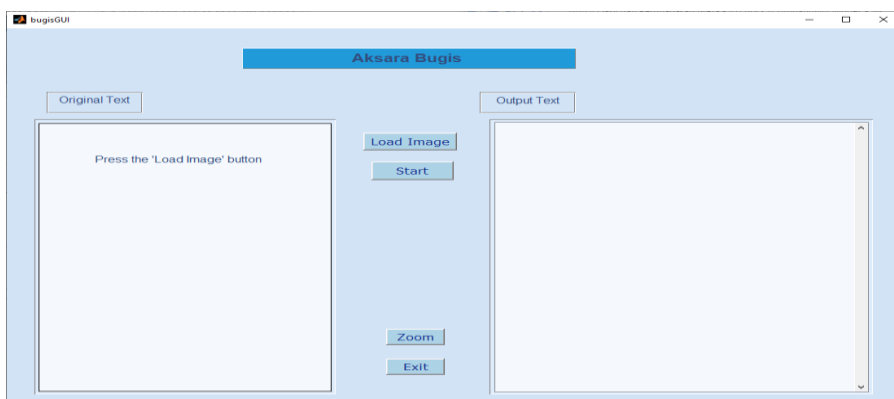 bugisGUI
Aksara Bugis
Original Text
Output Text
Press the 'Load Image' button
Load Image
Start
Zoom
Exit